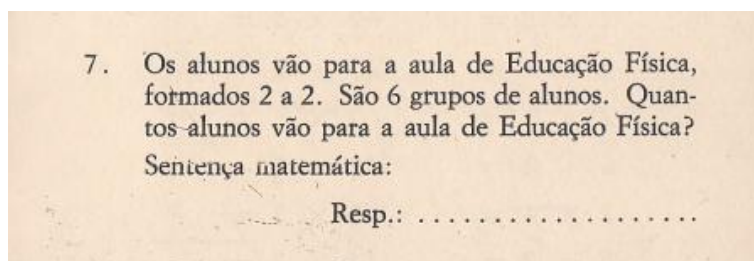 7. Os alunos vão para a aula de Educação Física,
formados 2 a 2. São 6 grupos de alunos. Quan-
tos alunos vão para a aula de Educação Física?
Sentença matemática:
Resp.: .....................